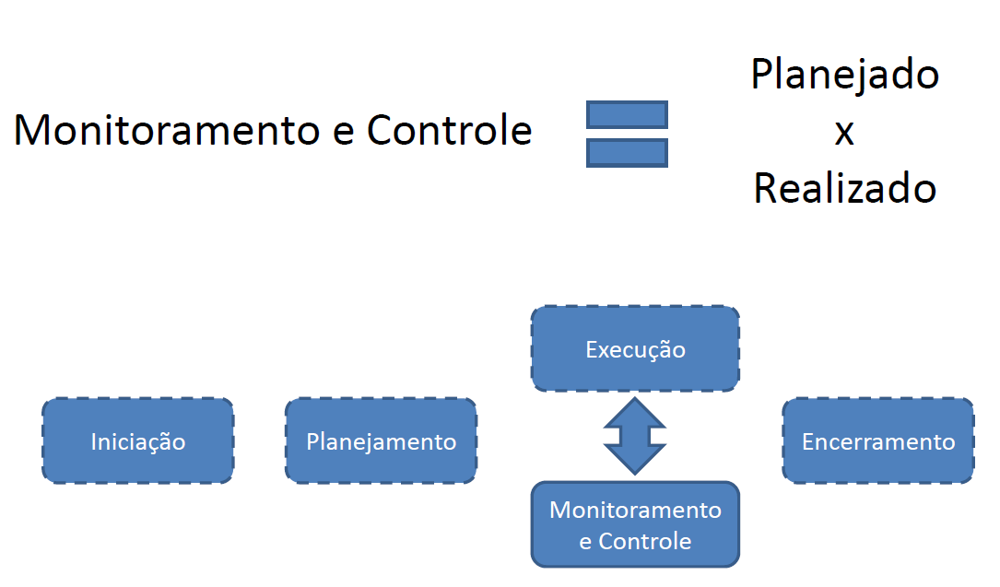 Monitoramento e Controle
Planejado
x
Realizado
Iniciação
Planejamento
Execução
Monitoramento
e Controle
Encerramento